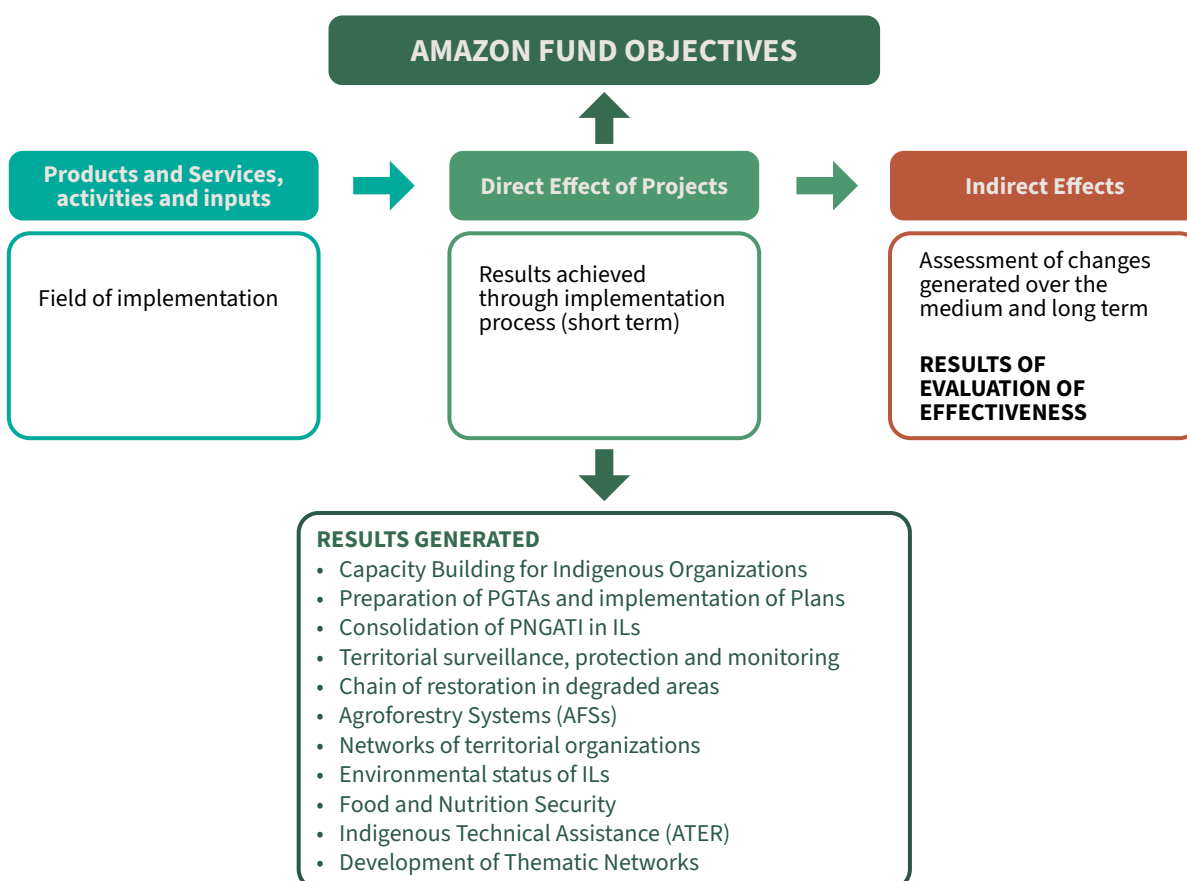 AMAZON FUND OBJECTIVES
Products and Services,
activities and inputs
Direct Effect of Projects
Indirect Effects
Field of implementation
Results achieved
through implementation
process (short term)
Assessment of changes
generated over the
medium and long term
RESULTS OF
EVALUATION OF
EFFECTIVENESS
RESULTS GENERATED
• Capacity Building for Indigenous Organizations
• Preparation of PGTAs and implementation of Plans
• Consolidation of PNGATI in ILs
• Territorial surveillance, protection and monitoring
• Chain of restoration in degraded areas
• Agroforestry Systems (AFSs)
• Networks of territorial organizations
• Environmental status of ILs
• Food and Nutrition Security
• Indigenous Technical Assistance (ATER)
• Development of Thematic Networks